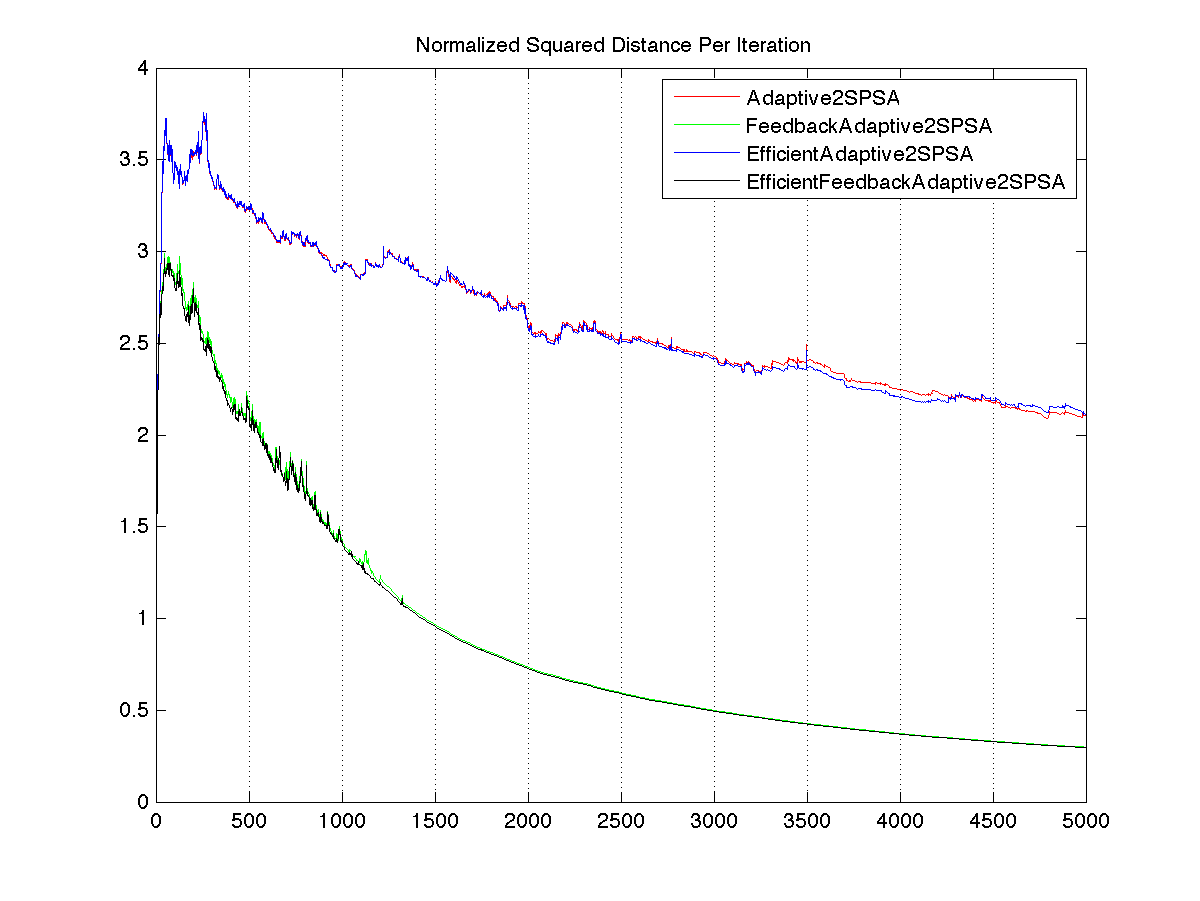 Normalized Squared Distance Per Iteration
4
3.5
3
2.5
2
1.5
1
0.5
0
0 500 1000 1500 2000 2500 3000 3500 4000 4500 5000
Adaptive2SPSA
FeedbackAdaptive2SPSA
EfficientAdaptive2SPSA
EfficientFeedbackAdaptive2SPSA